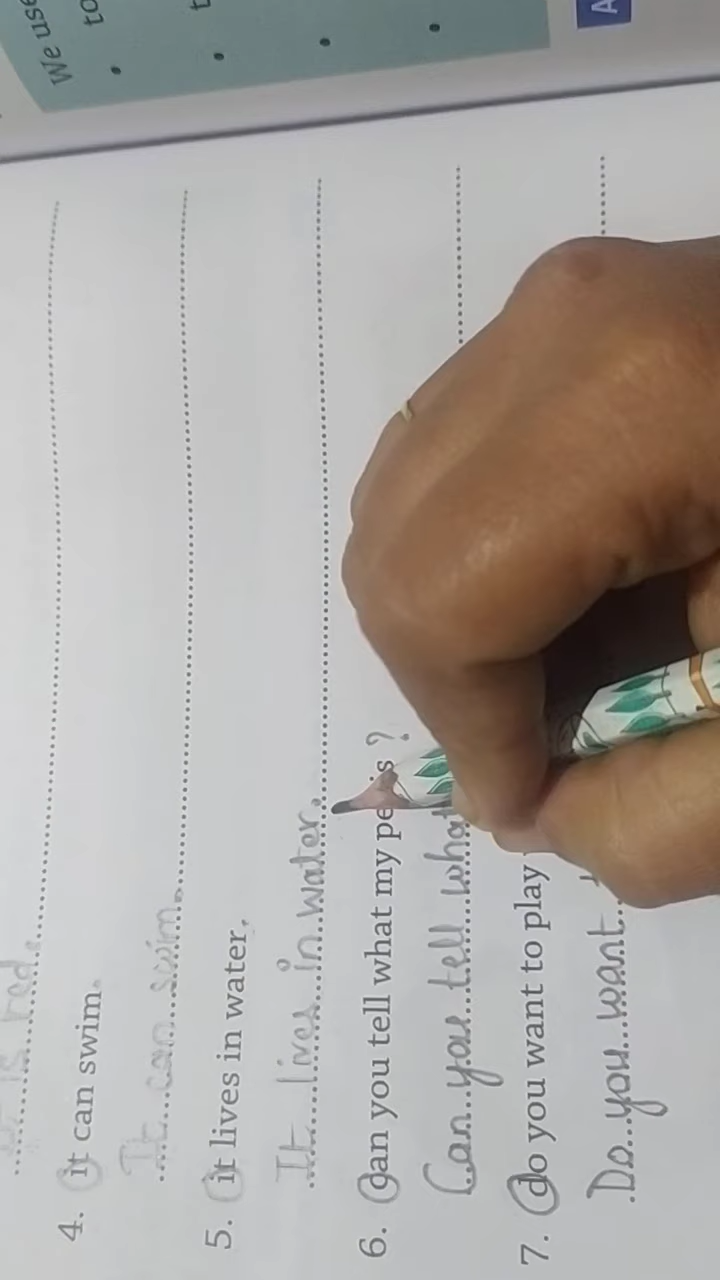 We use
to
t
A
is red.
4. it can swim.
It can swim.
5. it lives in water.
It lives in water.
6. can you tell what my pe is ?
Can you tell what
7. do you want to play
Do you want